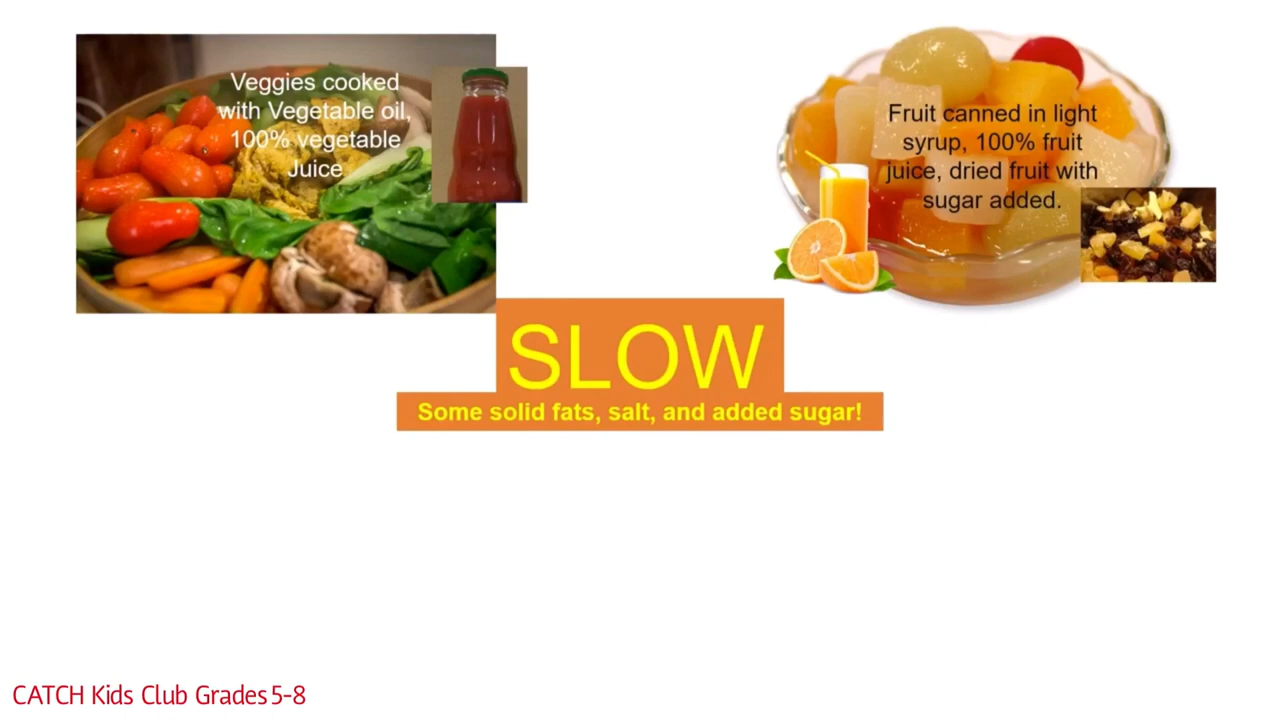 Veggies cooked
with Vegetable oil,
100% vegetable
Juice
Fruit canned in light
syrup, 100% fruit
juice, dried fruit with
sugar added.
SLOW
Some solid fats, salt, and added sugar!
CATCH Kids Club Grades 5-8